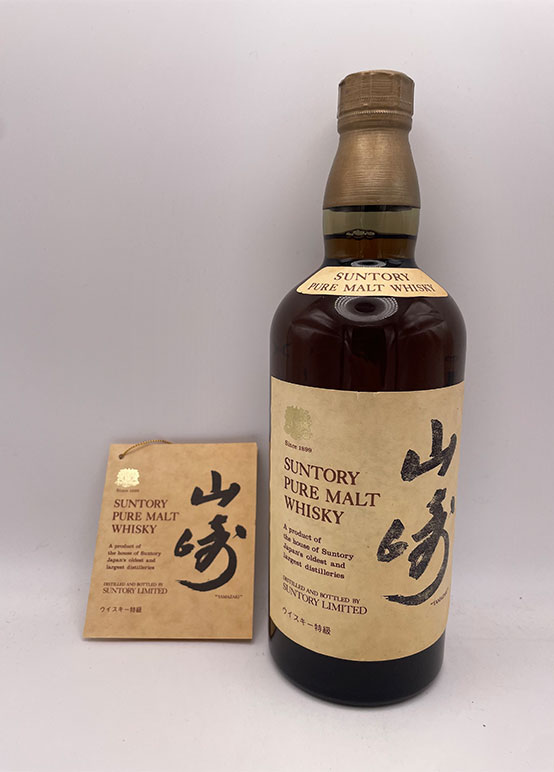 SUNTORY
PURE MALT WHISKY
Since 1899
SUNTORY
PURE MALT
WHISKY
A product of
the house of Suntory
Japan's oldest and
largest distilleries
DISTILLED AND BOTTLED BY
SUNTORY LIMITED
ウイスキー特級
山崎
"YAMAZAKI"
Since 1899
SUNTORY
PURE MALT
WHISKY
A product of
the house of Suntory
Japan's oldest and
largest distilleries
DISTILLED AND BOTTLED BY
SUNTORY LIMITED
ウイスキー特級
山崎